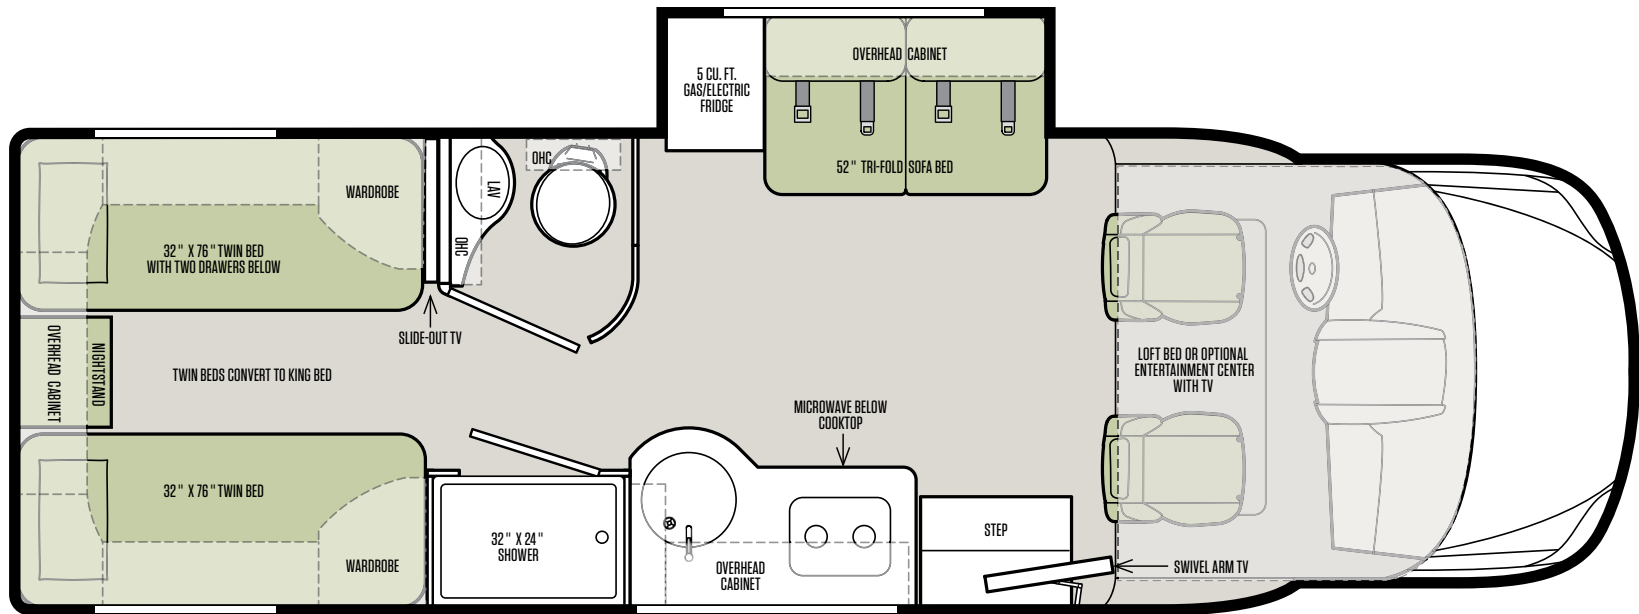 5 CU. FT.
GAS/ELECTRIC
FRIDGE
OVERHEAD CABINET
52" TRI-FOLD SOFA BED
WARDROBE
32" X 76" TWIN BED
WITH TWO DRAWERS BELOW
LAV
OHC
OHC
SLIDE-OUT TV
OVERHEAD CABINET
NIGHTSTAND
TWIN BEDS CONVERT TO KING BED
LOFT BED OR OPTIONAL
ENTERTAINMENT CENTER
WITH TV
MICROWAVE BELOW
COOKTOP
32" X 76" TWIN BED
WARDROBE
32" X 24"
SHOWER
OVERHEAD
CABINET
STEP
SWIVEL ARM TV